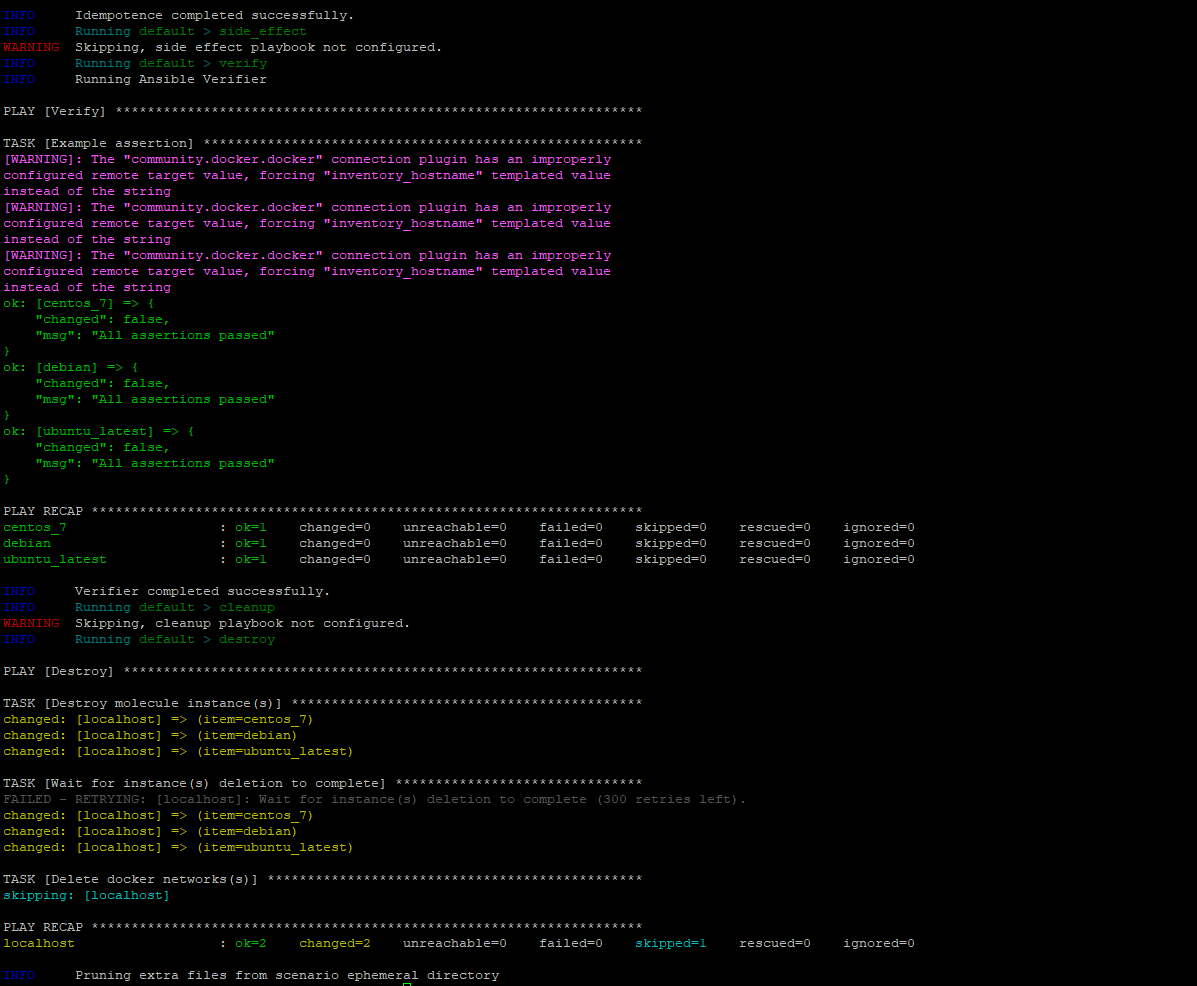 INFO     Idempotence completed successfully.
INFO     Running default > side_effect
WARNING  Skipping, side effect playbook not configured.
INFO     Running default > verify
INFO     Running Ansible Verifier
PLAY [Verify] ******************************************************************
TASK [Example assertion] *******************************************************
[WARNING]: The "community.docker.docker" connection plugin has an improperly
configured remote target value, forcing "inventory_hostname" templated value
instead of the string
[WARNING]: The "community.docker.docker" connection plugin has an improperly
configured remote target value, forcing "inventory_hostname" templated value
instead of the string
[WARNING]: The "community.docker.docker" connection plugin has an improperly
configured remote target value, forcing "inventory_hostname" templated value
instead of the string
ok: [centos_7] => {
    "changed": false,
    "msg": "All assertions passed"
}
ok: [debian] => {
    "changed": false,
    "msg": "All assertions passed"
}
ok: [ubuntu_latest] => {
    "changed": false,
    "msg": "All assertions passed"
}
PLAY RECAP *********************************************************************
centos_7                   : ok=1    changed=0    unreachable=0    failed=0    skipped=0    rescued=0    ignored=0
debian                     : ok=1    changed=0    unreachable=0    failed=0    skipped=0    rescued=0    ignored=0
ubuntu_latest              : ok=1    changed=0    unreachable=0    failed=0    skipped=0    rescued=0    ignored=0
INFO     Verifier completed successfully.
INFO     Running default > cleanup
WARNING  Skipping, cleanup playbook not configured.
INFO     Running default > destroy
PLAY [Destroy] *****************************************************************
TASK [Destroy molecule instance(s)] ********************************************
changed: [localhost] => (item=centos_7)
changed: [localhost] => (item=debian)
changed: [localhost] => (item=ubuntu_latest)
TASK [Wait for instance(s) deletion to complete] *******************************
FAILED - RETRYING: [localhost]: Wait for instance(s) deletion to complete (300 retries left).
changed: [localhost] => (item=centos_7)
changed: [localhost] => (item=debian)
changed: [localhost] => (item=ubuntu_latest)
TASK [Delete docker networks(s)] ***********************************************
skipping: [localhost]
PLAY RECAP *********************************************************************
localhost                  : ok=2    changed=2    unreachable=0    failed=0    skipped=1    rescued=0    ignored=0
INFO     Pruning extra files from scenario ephemeral directory